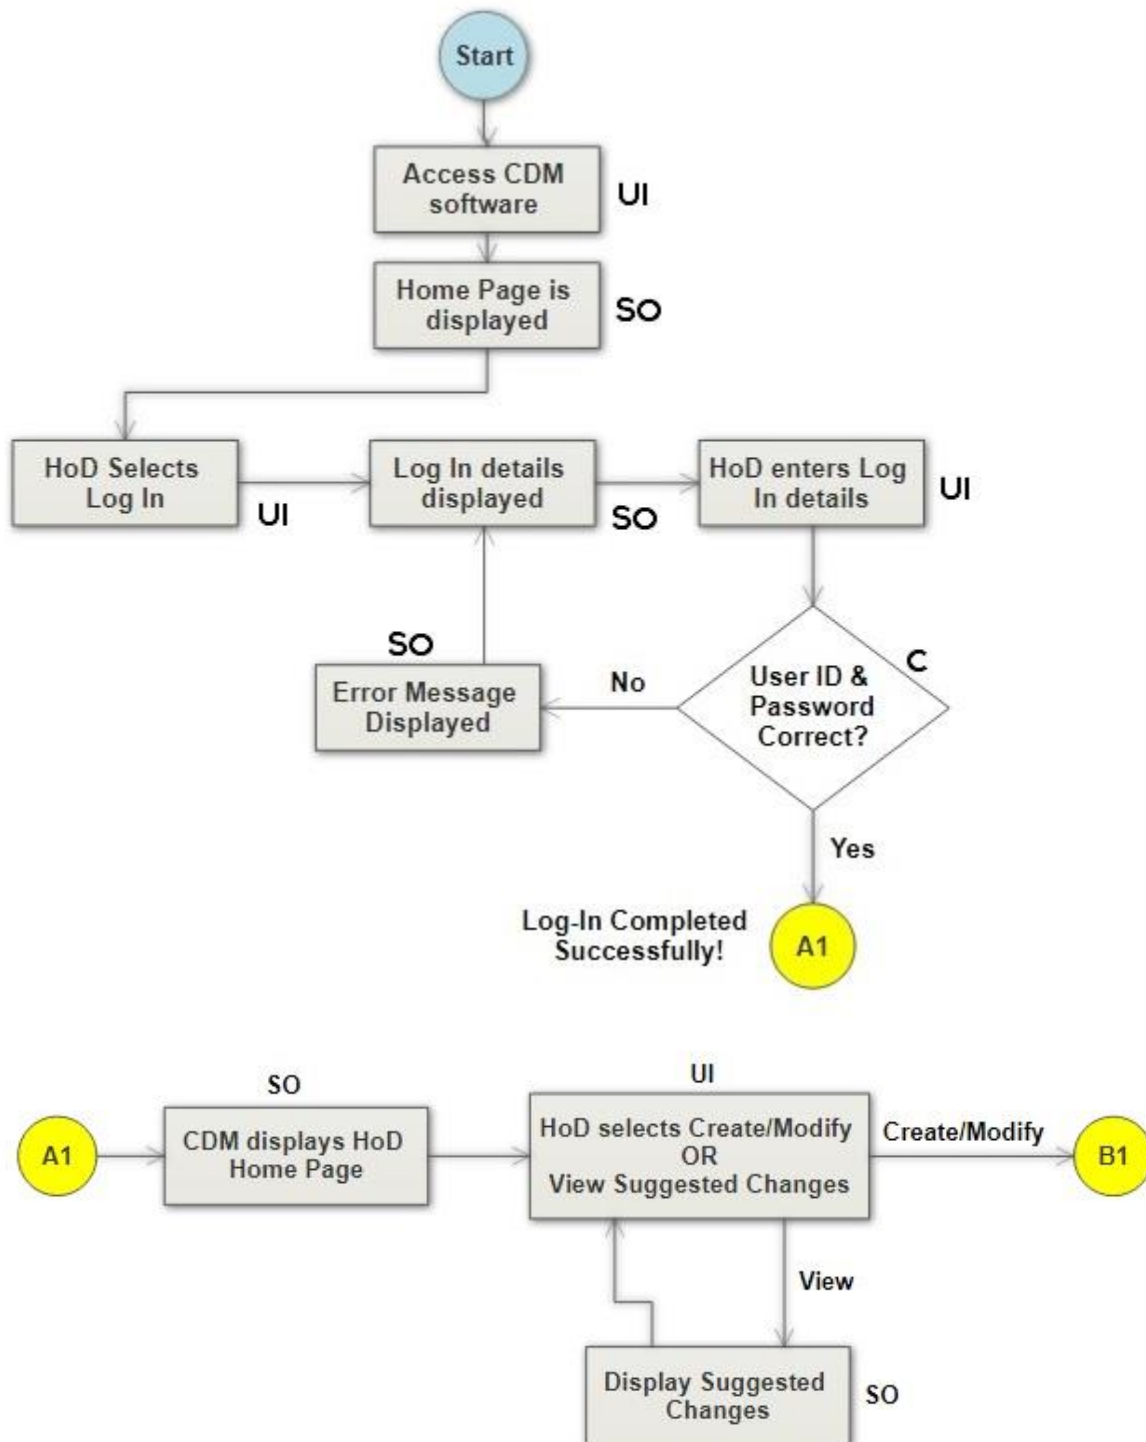 Start
Access CDM
software
UI
Home Page is
displayed
SO
HoD Selects
Log In
UI
Log In details
displayed
SO
HoD enters Log
In details
UI
User ID &
Password
Correct?
C
No
Error Message
Displayed
SO
Yes
Log-In Completed
Successfully!
A1
A1
SO
CDM displays HoD
Home Page
UI
HoD selects Create/Modify
OR
View Suggested Changes
Create/Modify
B1
View
Display Suggested
Changes
SO